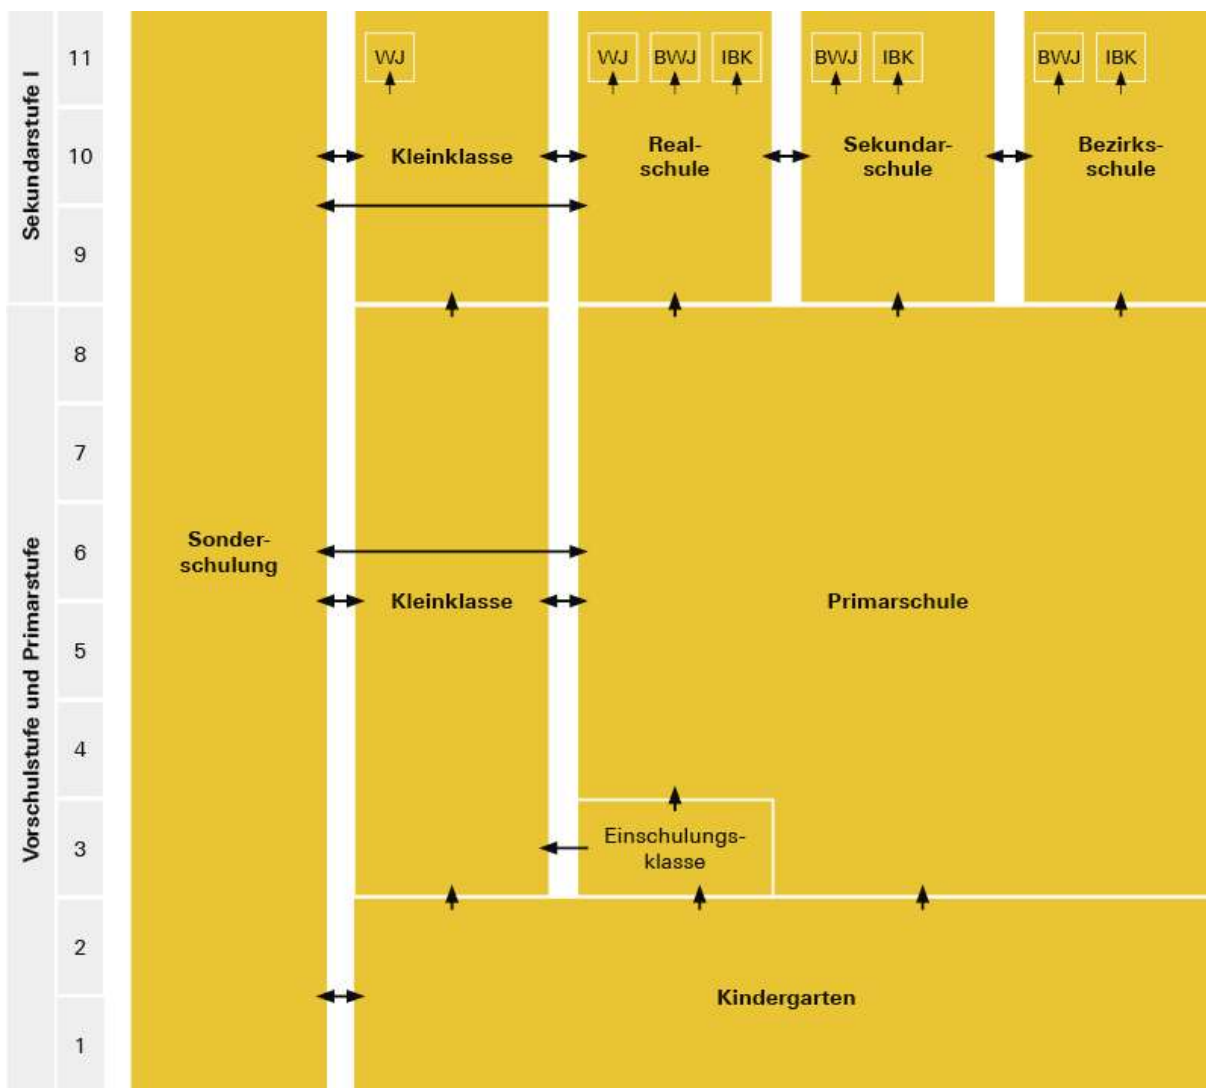 Sekundarstufe I
11
WJ
WJ BWJ IBK
BWJ IBK
BWJ IBK
10
Kleinklasse
Real-
schule
Sekundar-
schule
Bezirks-
schule
9
Vorschulstufe und Primarstufe
8
7
6
Sonder-
schulung
Kleinklasse
Primarschule
5
4
3
Einschulungs-
klasse
2
Kindergarten
1